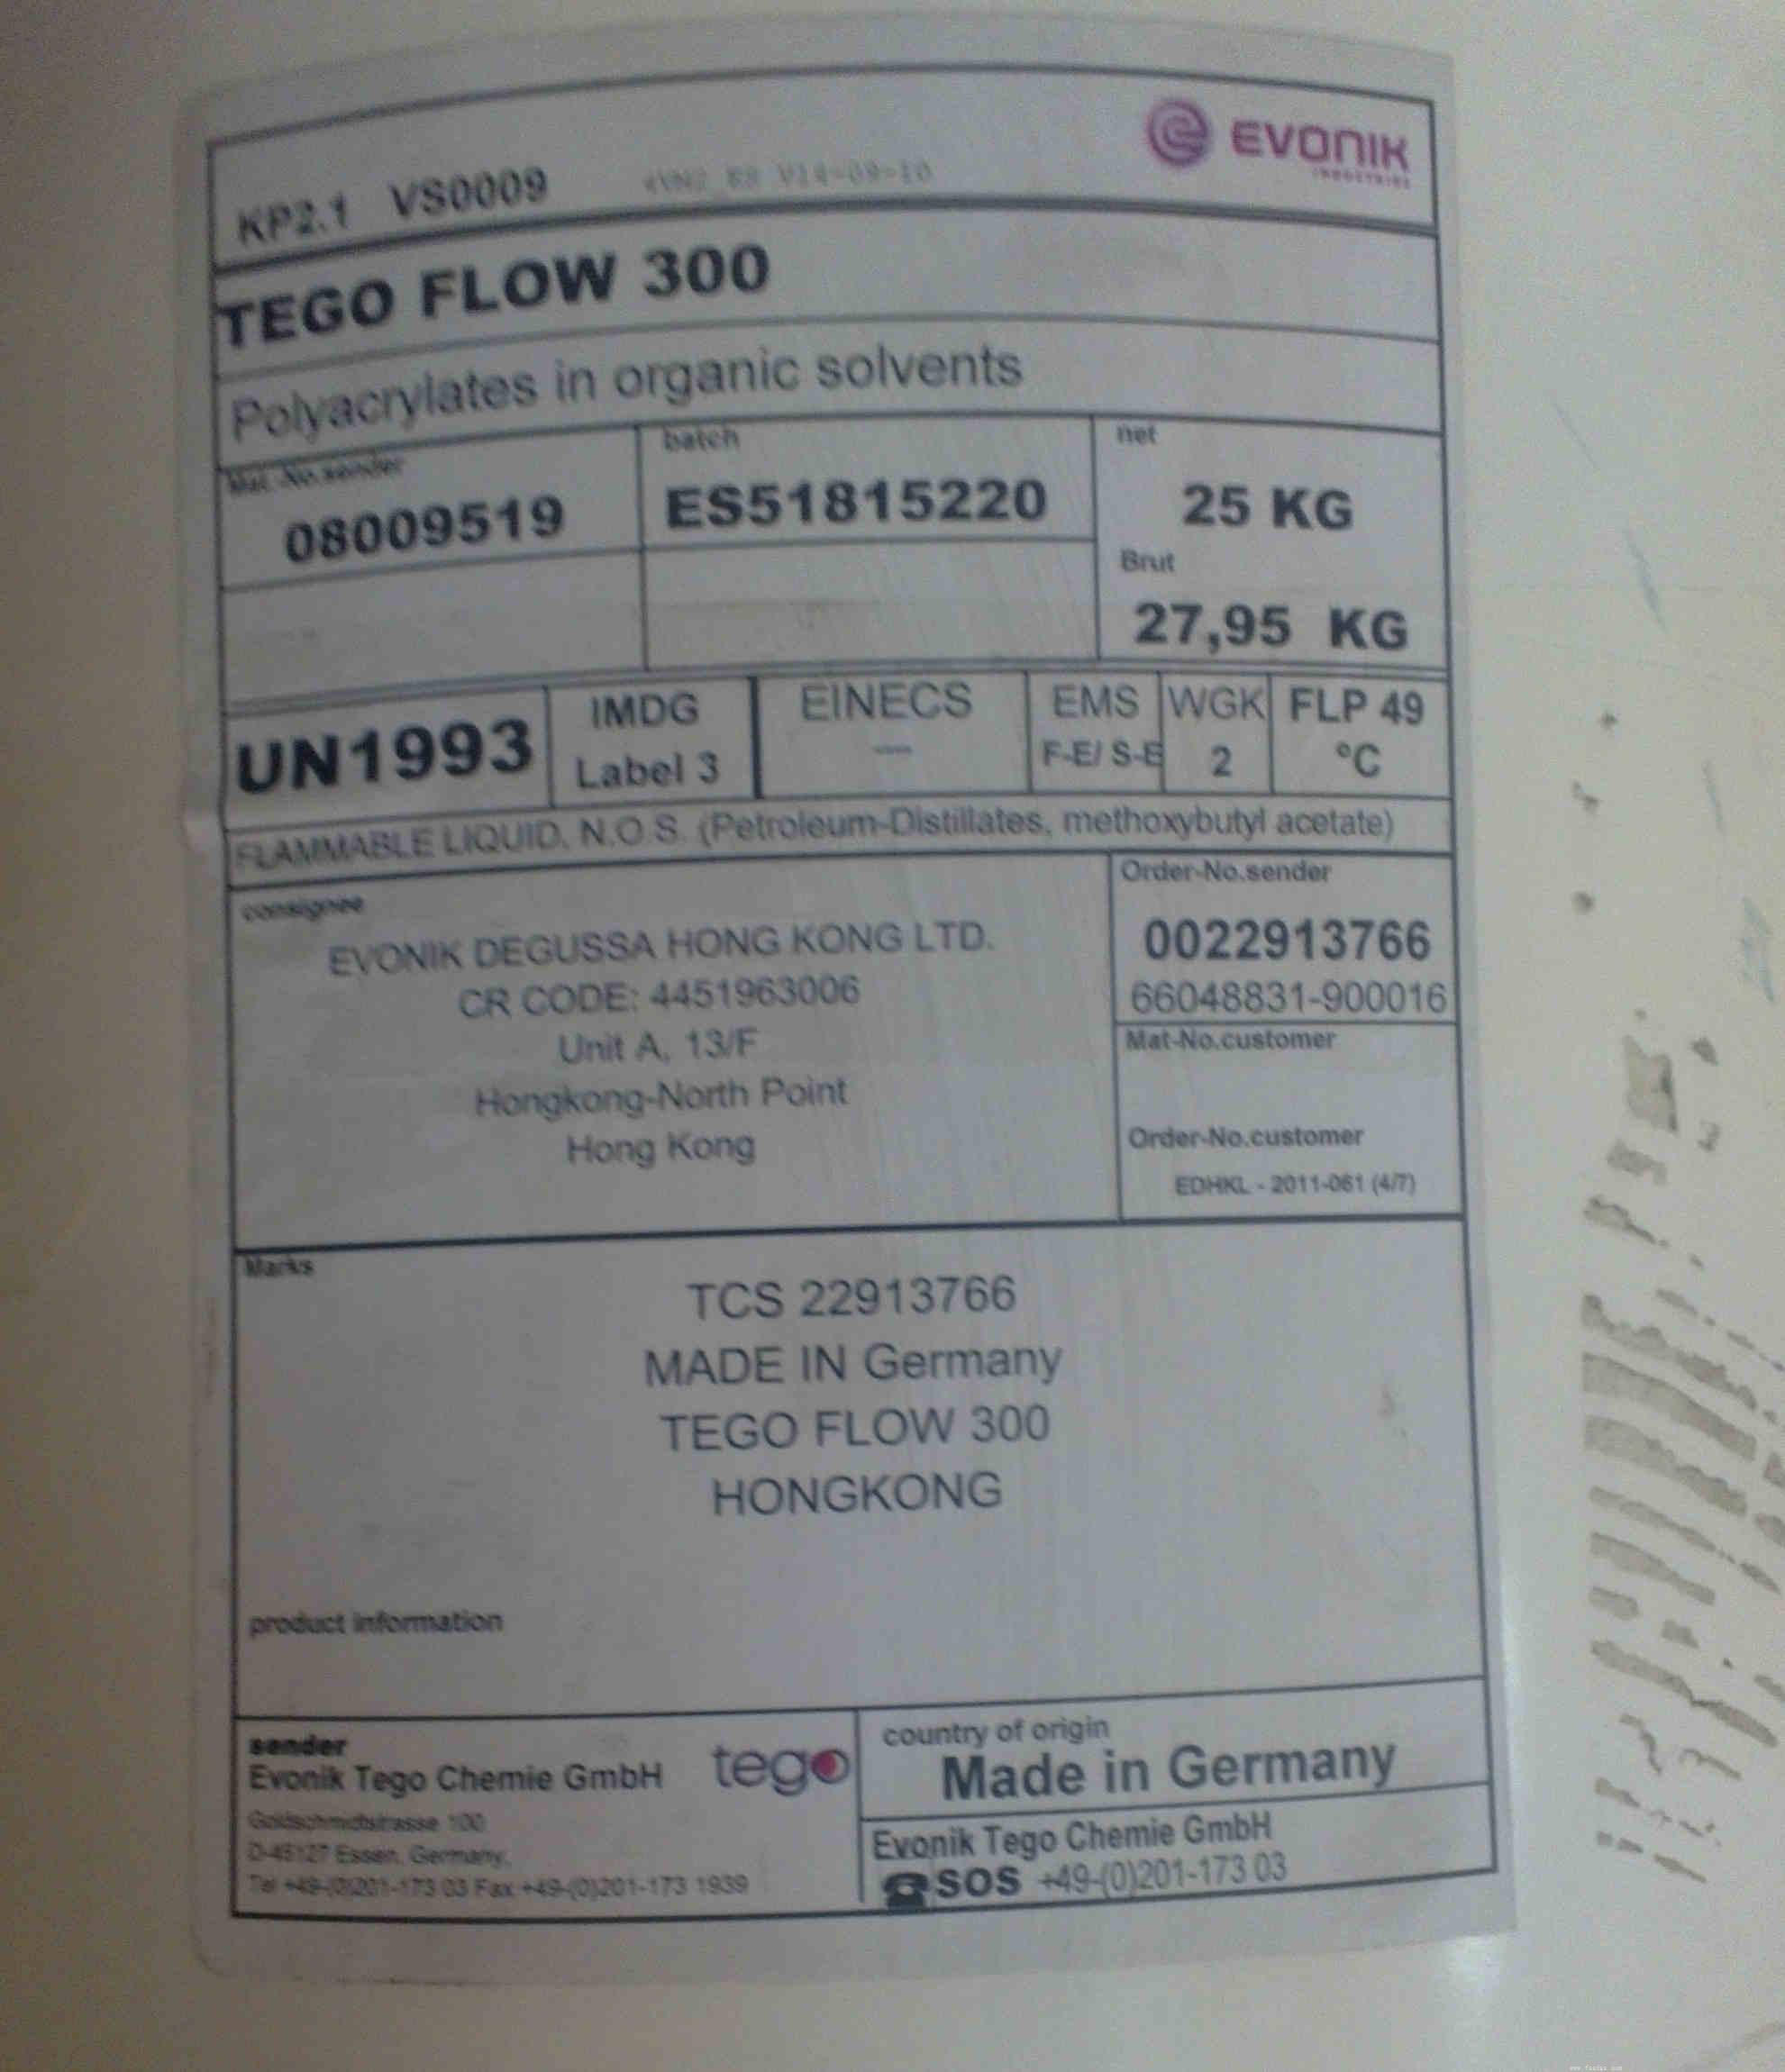 EVONIK
INDUSTRIES
KP2.1 VS0009
TEGO FLOW 300
Polyacrylates in organic solvents
Mat.-No.sender
08009519
batch
ES51815220
net
25 KG
Brut
27,95 KG
UN1993
IMDG
Label 3
EINECS
—
EMS
F-E/ S-E
WGK
2
FLP 49
°C
FLAMMABLE LIQUID, N.O.S. (Petroleum-Distillates, methoxybutyl acetate)
consignee
EVONIK DEGUSSA HONG KONG LTD.
CR CODE: 4451963006
Unit A, 13/F
Hongkong-North Point
Hong Kong
Order-No.sender
0022913766
66048831-900016
Mat-No.customer
Order-No.customer
EDHKL - 2011-061 (4/7)
Marks
TCS 22913766
MADE IN Germany
TEGO FLOW 300
HONGKONG
product information
sender
Evonik Tego Chemie GmbH
tego
Goldschmidtstrasse 100
D-45127 Essen, Germany,
Tel +49-(0)201-173 03 Fax +49-(0)201-173 1939
country of origin
Made in Germany
Evonik Tego Chemie GmbH
SOS +49-(0)201-173 03